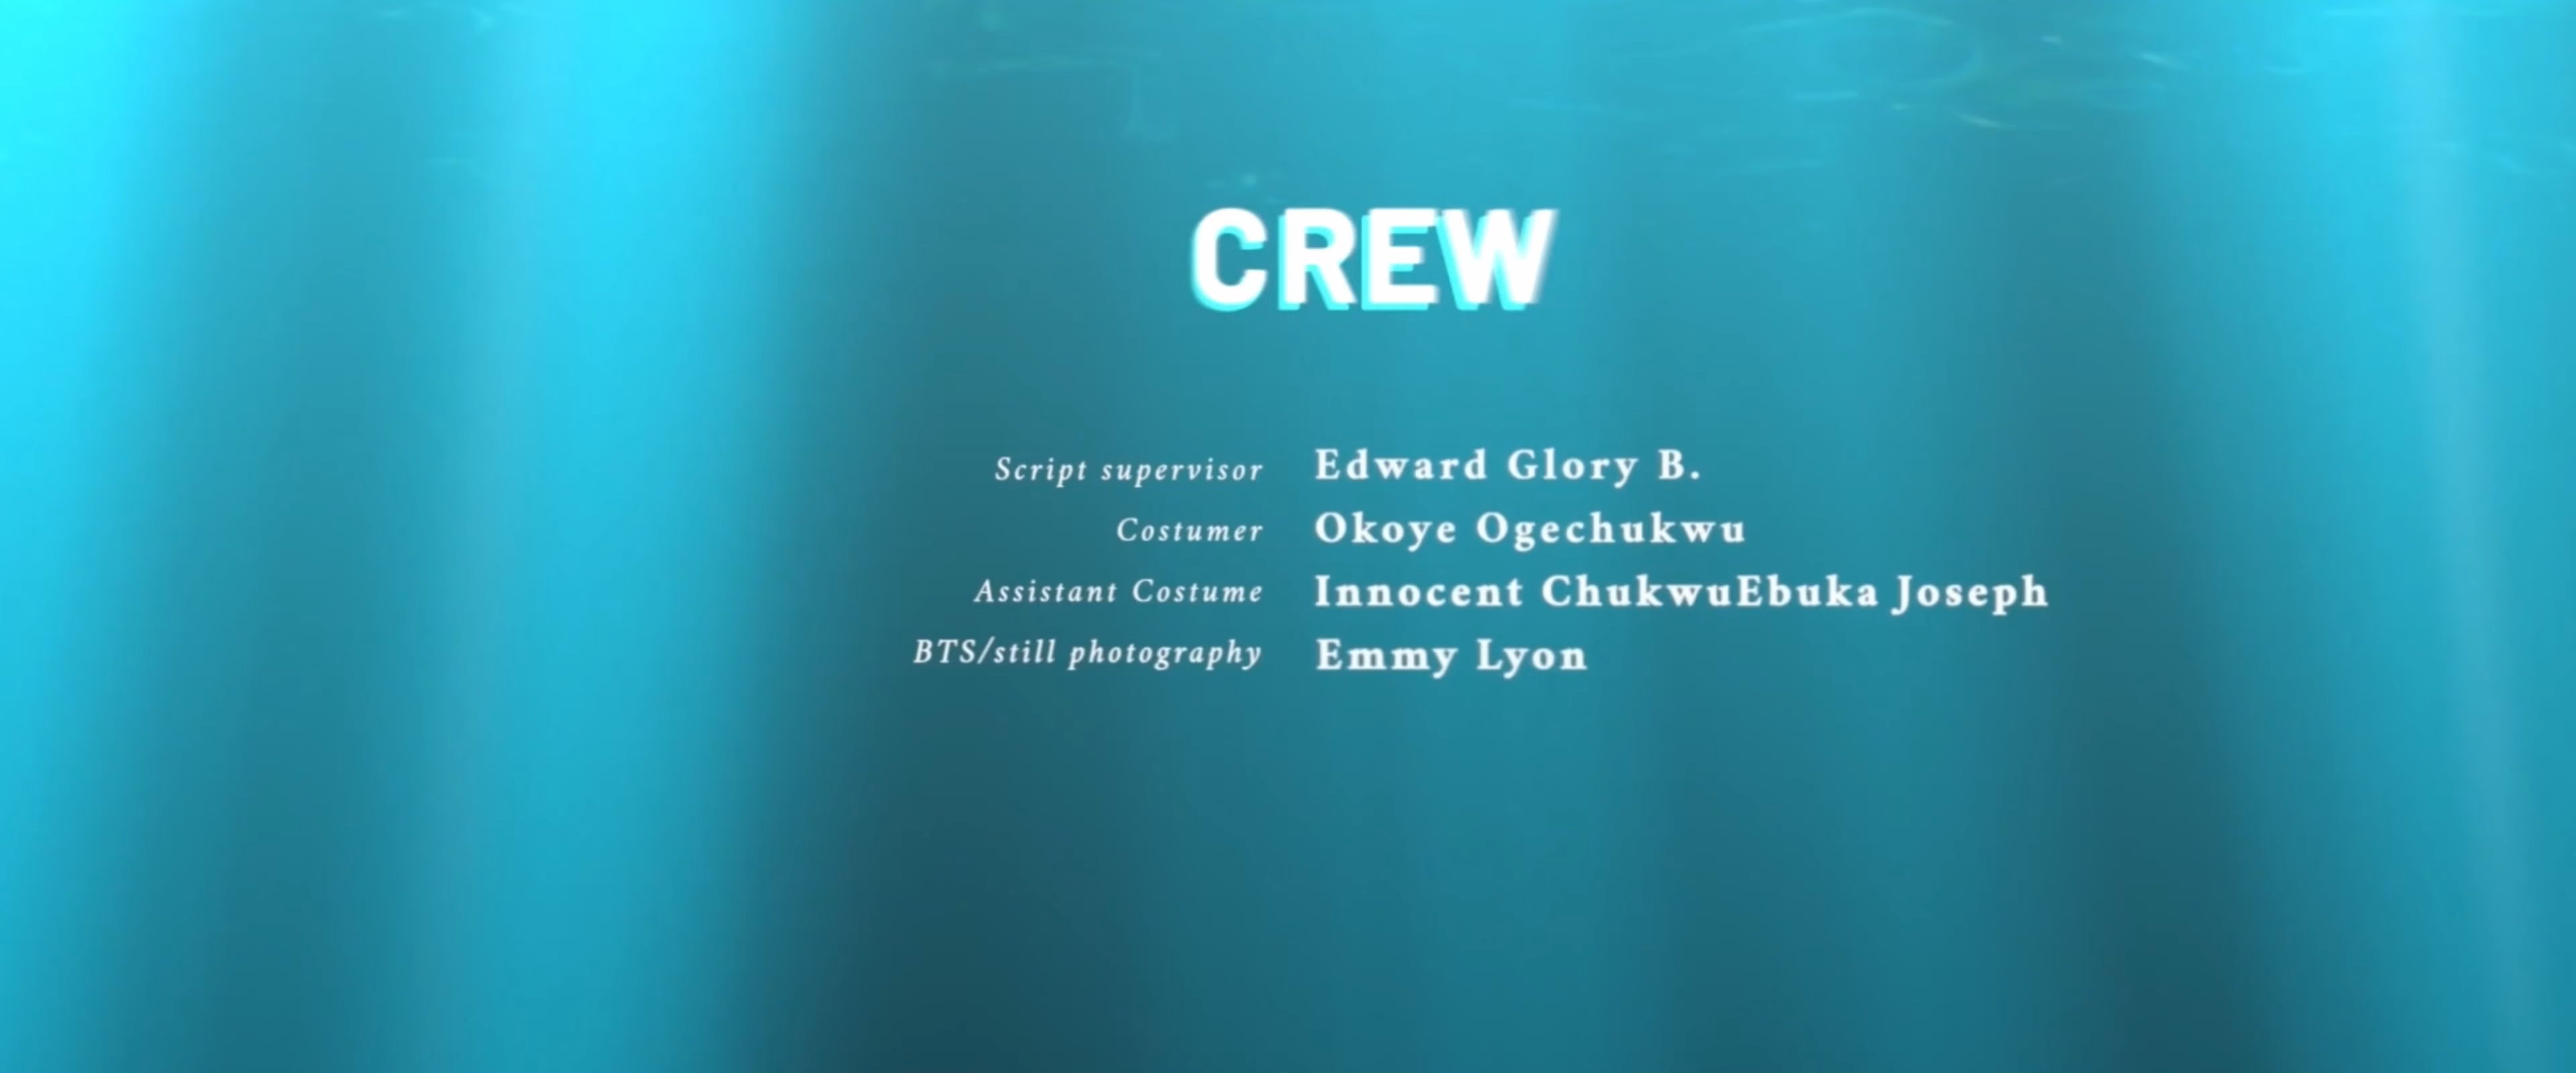 CREW
Script supervisor Edward Glory B.
Costumer Okoye Ogechukwu
Assistant Costume Innocent ChukwuEbuka Joseph
BTS/still photography Emmy Lyon